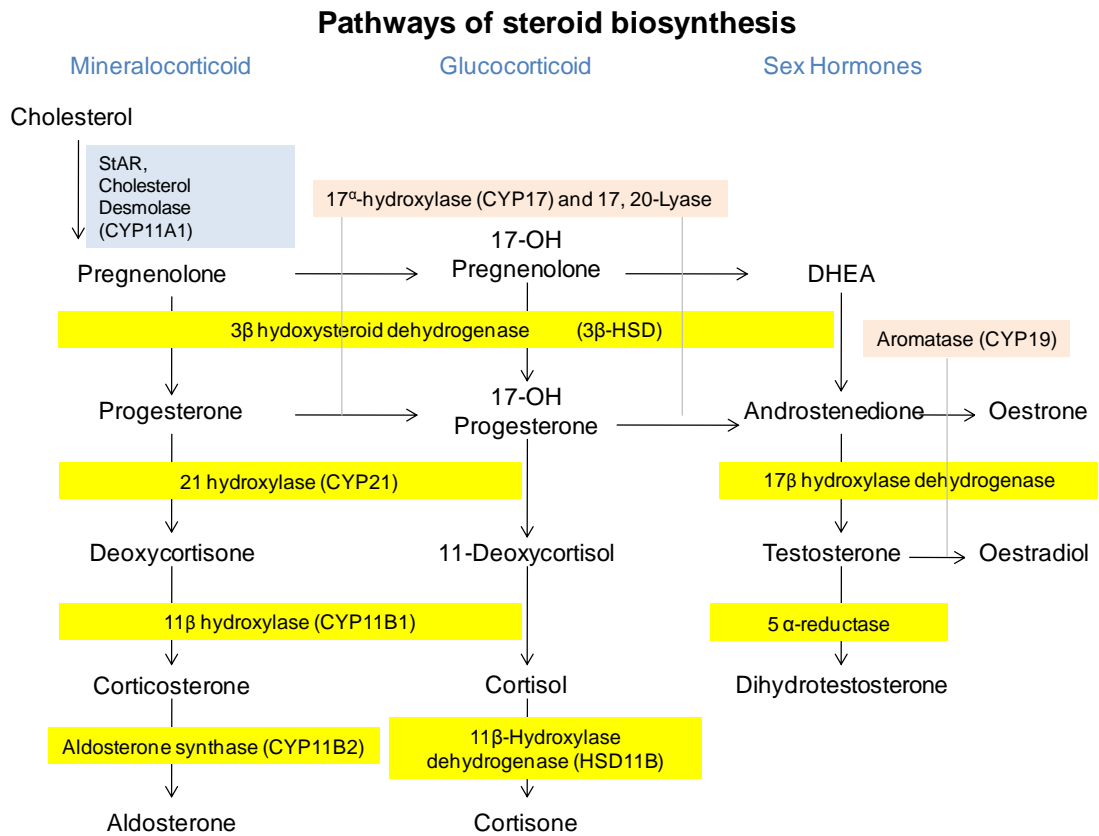 Pathways of steroid biosynthesis
Mineralocorticoid
Glucocorticoid
Sex Hormones
Cholesterol
StAR,
Cholesterol
Desmolase
(CYP11A1)
17α-hydroxylase (CYP17) and 17, 20-Lyase
Pregnenolone
17-OH
Pregnenolone
DHEA
3β hydoxysteroid dehydrogenase (3β-HSD)
Aromatase (CYP19)
Progesterone
17-OH
Progesterone
Androstenedione
Oestrone
21 hydroxylase (CYP21)
17β hydroxylase dehydrogenase
Deoxycortisone
11-Deoxycortisol
Testosterone
Oestradiol
11β hydroxylase (CYP11B1)
5 α-reductase
Corticosterone
Cortisol
Dihydrotestosterone
Aldosterone synthase (CYP11B2)
11β-Hydroxylase
dehydrogenase (HSD11B)
Aldosterone
Cortisone